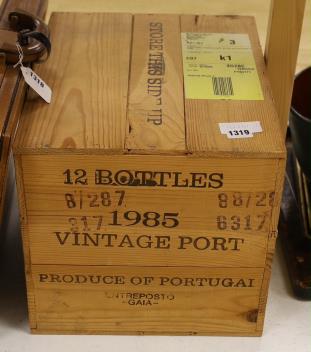 STORE THIS SIDE UP
3
k1
1319
12 BOTTLES
6/287
88/28
317
1985
6317
VINTAGE PORT
PRODUCE OF PORTUGAL
ENTREPOSTO
-GAIA-